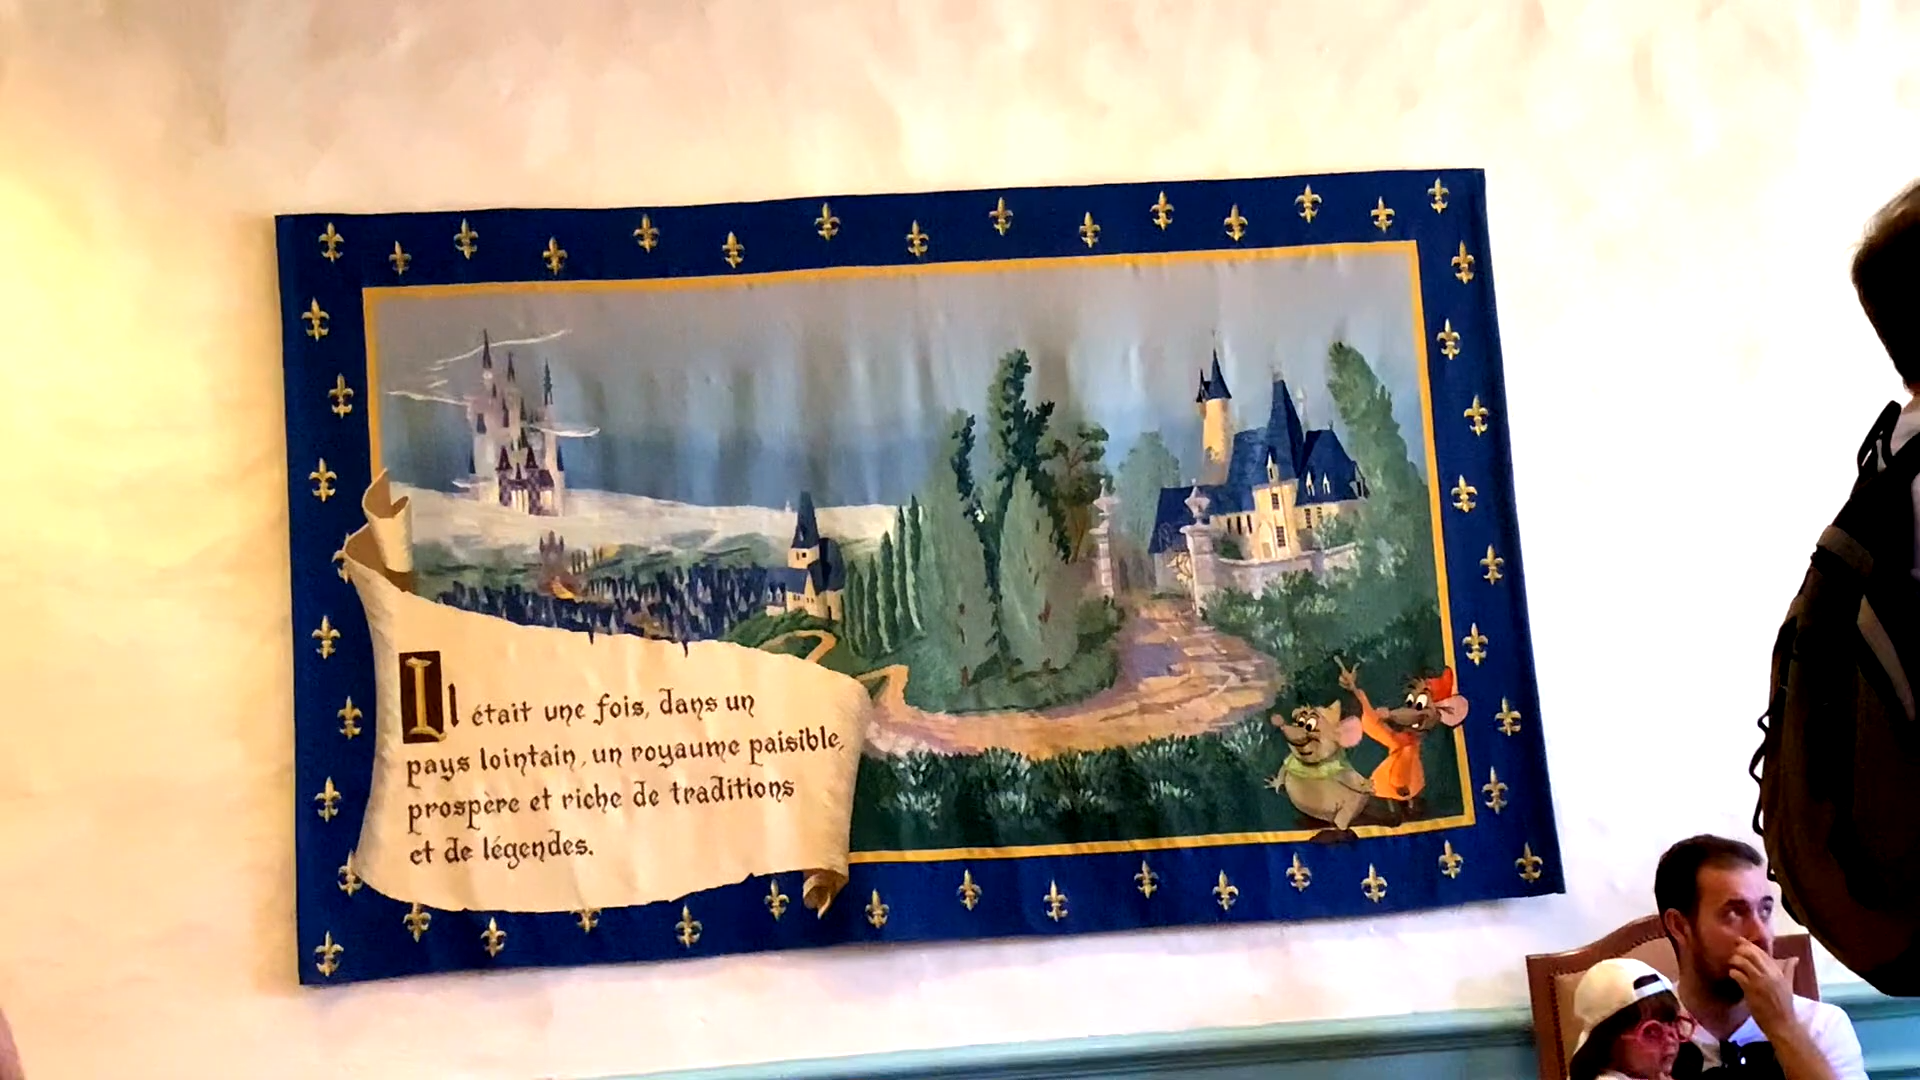 Il était une fois, dans un
pays lointain, un royaume paisible,
prospère et riche de traditions
et de légendes.